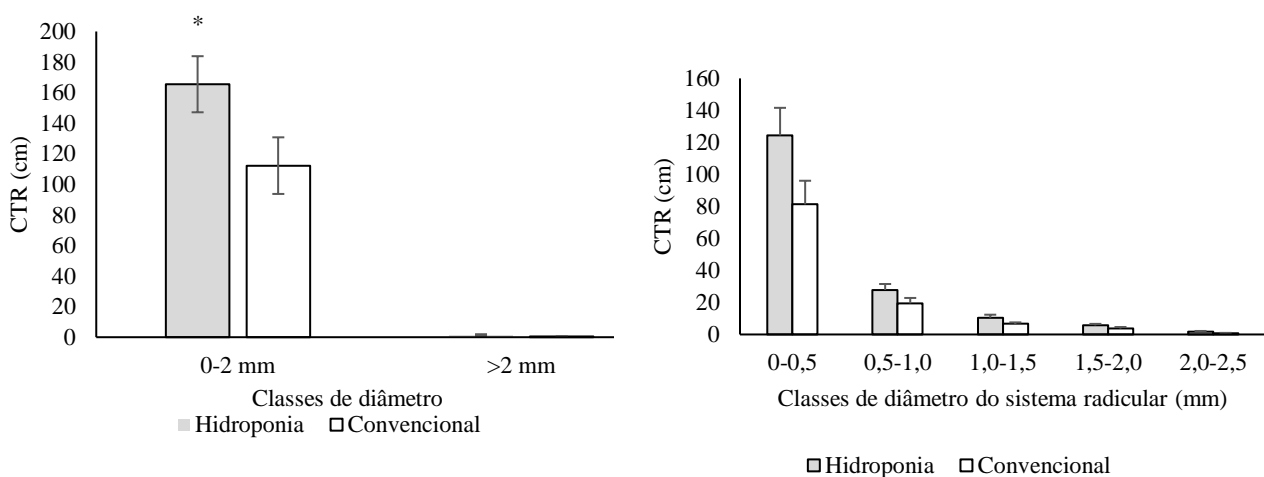 *
200
180
160
140
120
100
80
60
40
20
0
CTR (cm)
0-2 mm >2 mm
Classes de diâmetro
Hidroponia Convencional
160
140
120
100
80
60
40
20
0
CTR (cm)
0-0,5 0,5-1,0 1,0-1,5 1,5-2,0 2,0-2,5
Classes de diâmetro do sistema radicular (mm)
Hidroponia Convencional